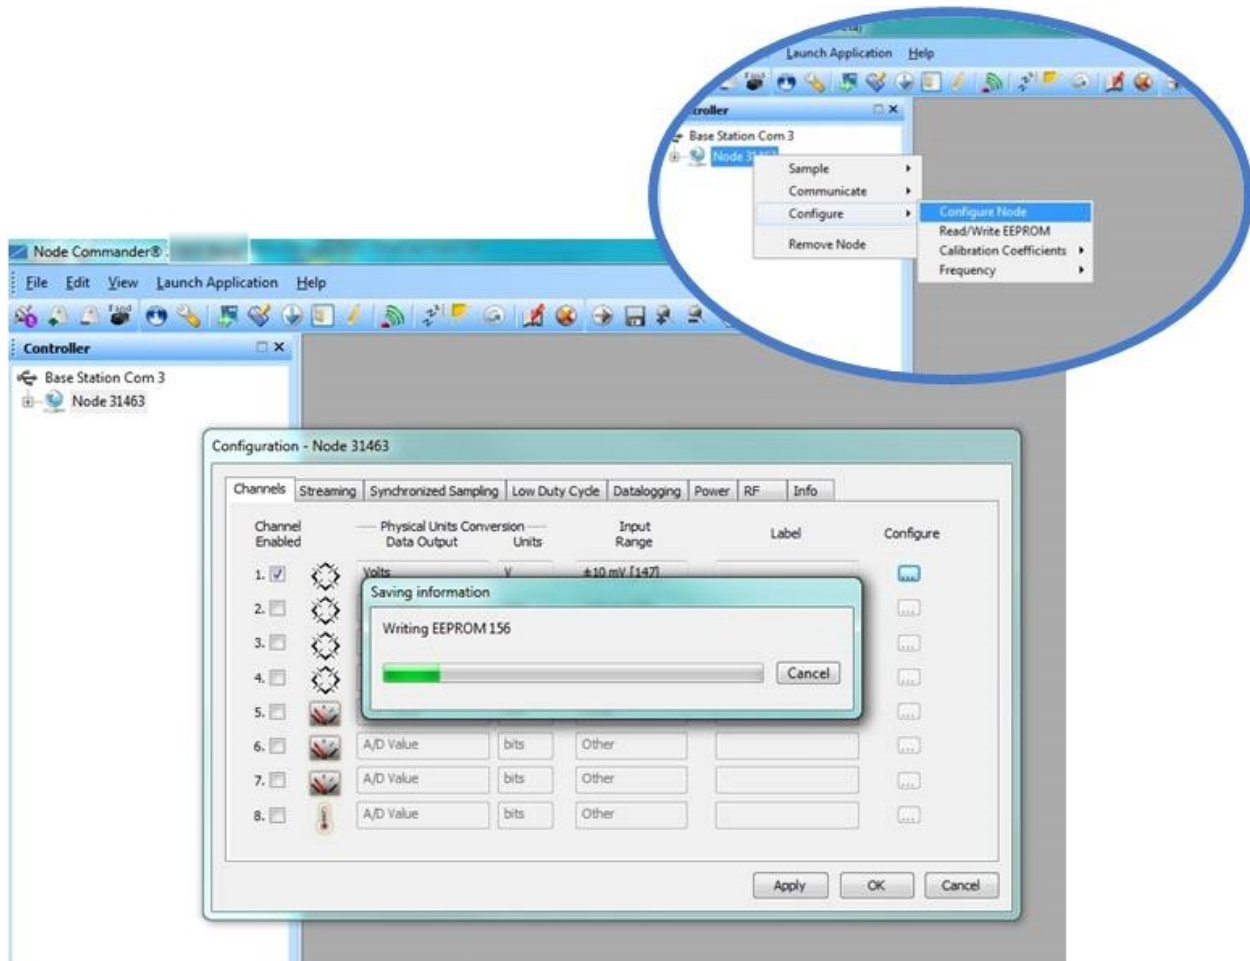 Launch Application Help
Controller
Base Station Com 3
Node 31463
Sample
Communicate
Configure
Remove Node
Configure Node
Read/Write EEPROM
Calibration Coefficients
Frequency
Node Commander® :
File Edit View Launch Application Help
Controller
Base Station Com 3
Node 31463
Configuration - Node 31463
Channels Streaming Synchronized Sampling Low Duty Cycle Datalogging Power RF Info
Channel Enabled
Physical Units Conversion
Data Output Units
Input Range
Label
Configure
1. Volts V ±10 mV [147] ...
2. ...
3. ...
4. ...
5. ...
Saving information
Writing EEPROM 156
Cancel
6. A/D Value bits Other ...
7. A/D Value bits Other ...
8. A/D Value bits Other ...
Apply OK Cancel